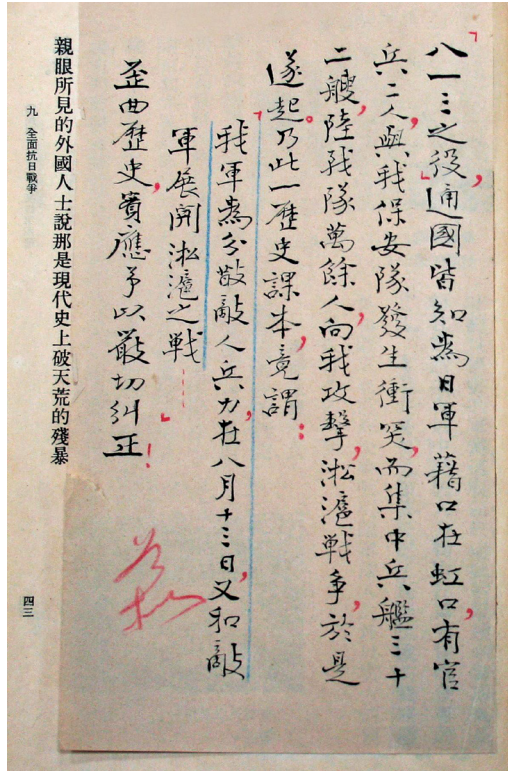 「八一三之役」，通國皆知為日軍藉口在虹口有官
兵二人，與我保安隊發生衝突，而集中兵艦三十
二艘，陸戰隊萬餘人，向我攻擊，淞滬戰爭，於是
遂起。乃此一歷史課本，竟謂：
「我軍為分散敵人兵力，在八月十三日，又和敵
軍展開淞滬之戰……」
歪曲歷史，實應予以嚴切糾正！
親眼所見的外國人士說那是現代史上破天荒的殘暴
九 全面抗日戰爭
四三